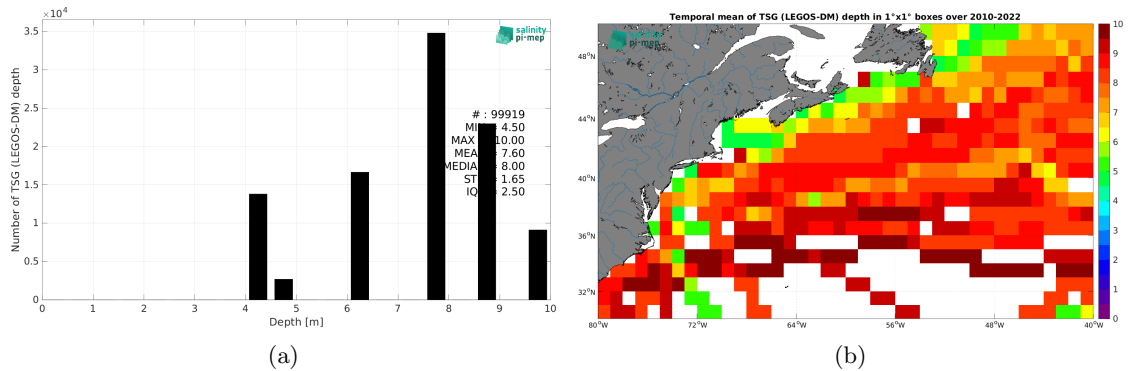 ×10⁴
3.5
3
2.5
2
1.5
1
0.5
0
0 1 2 3 4 5 6 7 8 9 10
Number of TSG (LEGOS-DM) depth
Depth [m]
salinity
pi-mep
# : 99919
4.50
MAX 10.00
7.60
8.00
1.65
2.50
(a)
Temporal mean of TSG (LEGOS-DM) depth in 1°x1° boxes over 2010-2022
salinity
pi-mep
48°N
44°N
40°N
36°N
32°N
80°W 72°W 64°W 56°W 48°W 40°W
10
9
8
7
6
5
4
3
2
1
0
(b)